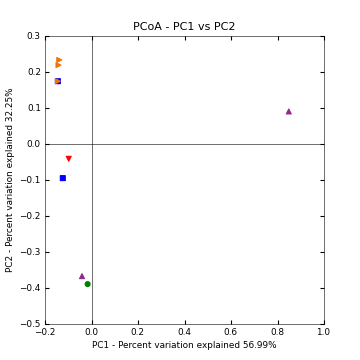 PCoA - PC1 vs PC2
PC2 - Percent variation explained 32.25%
0.3
0.2
0.1
0.0
−0.1
−0.2
−0.3
−0.4
−0.5
−0.2 0.0 0.2 0.4 0.6 0.8 1.0
PC1 - Percent variation explained 56.99%